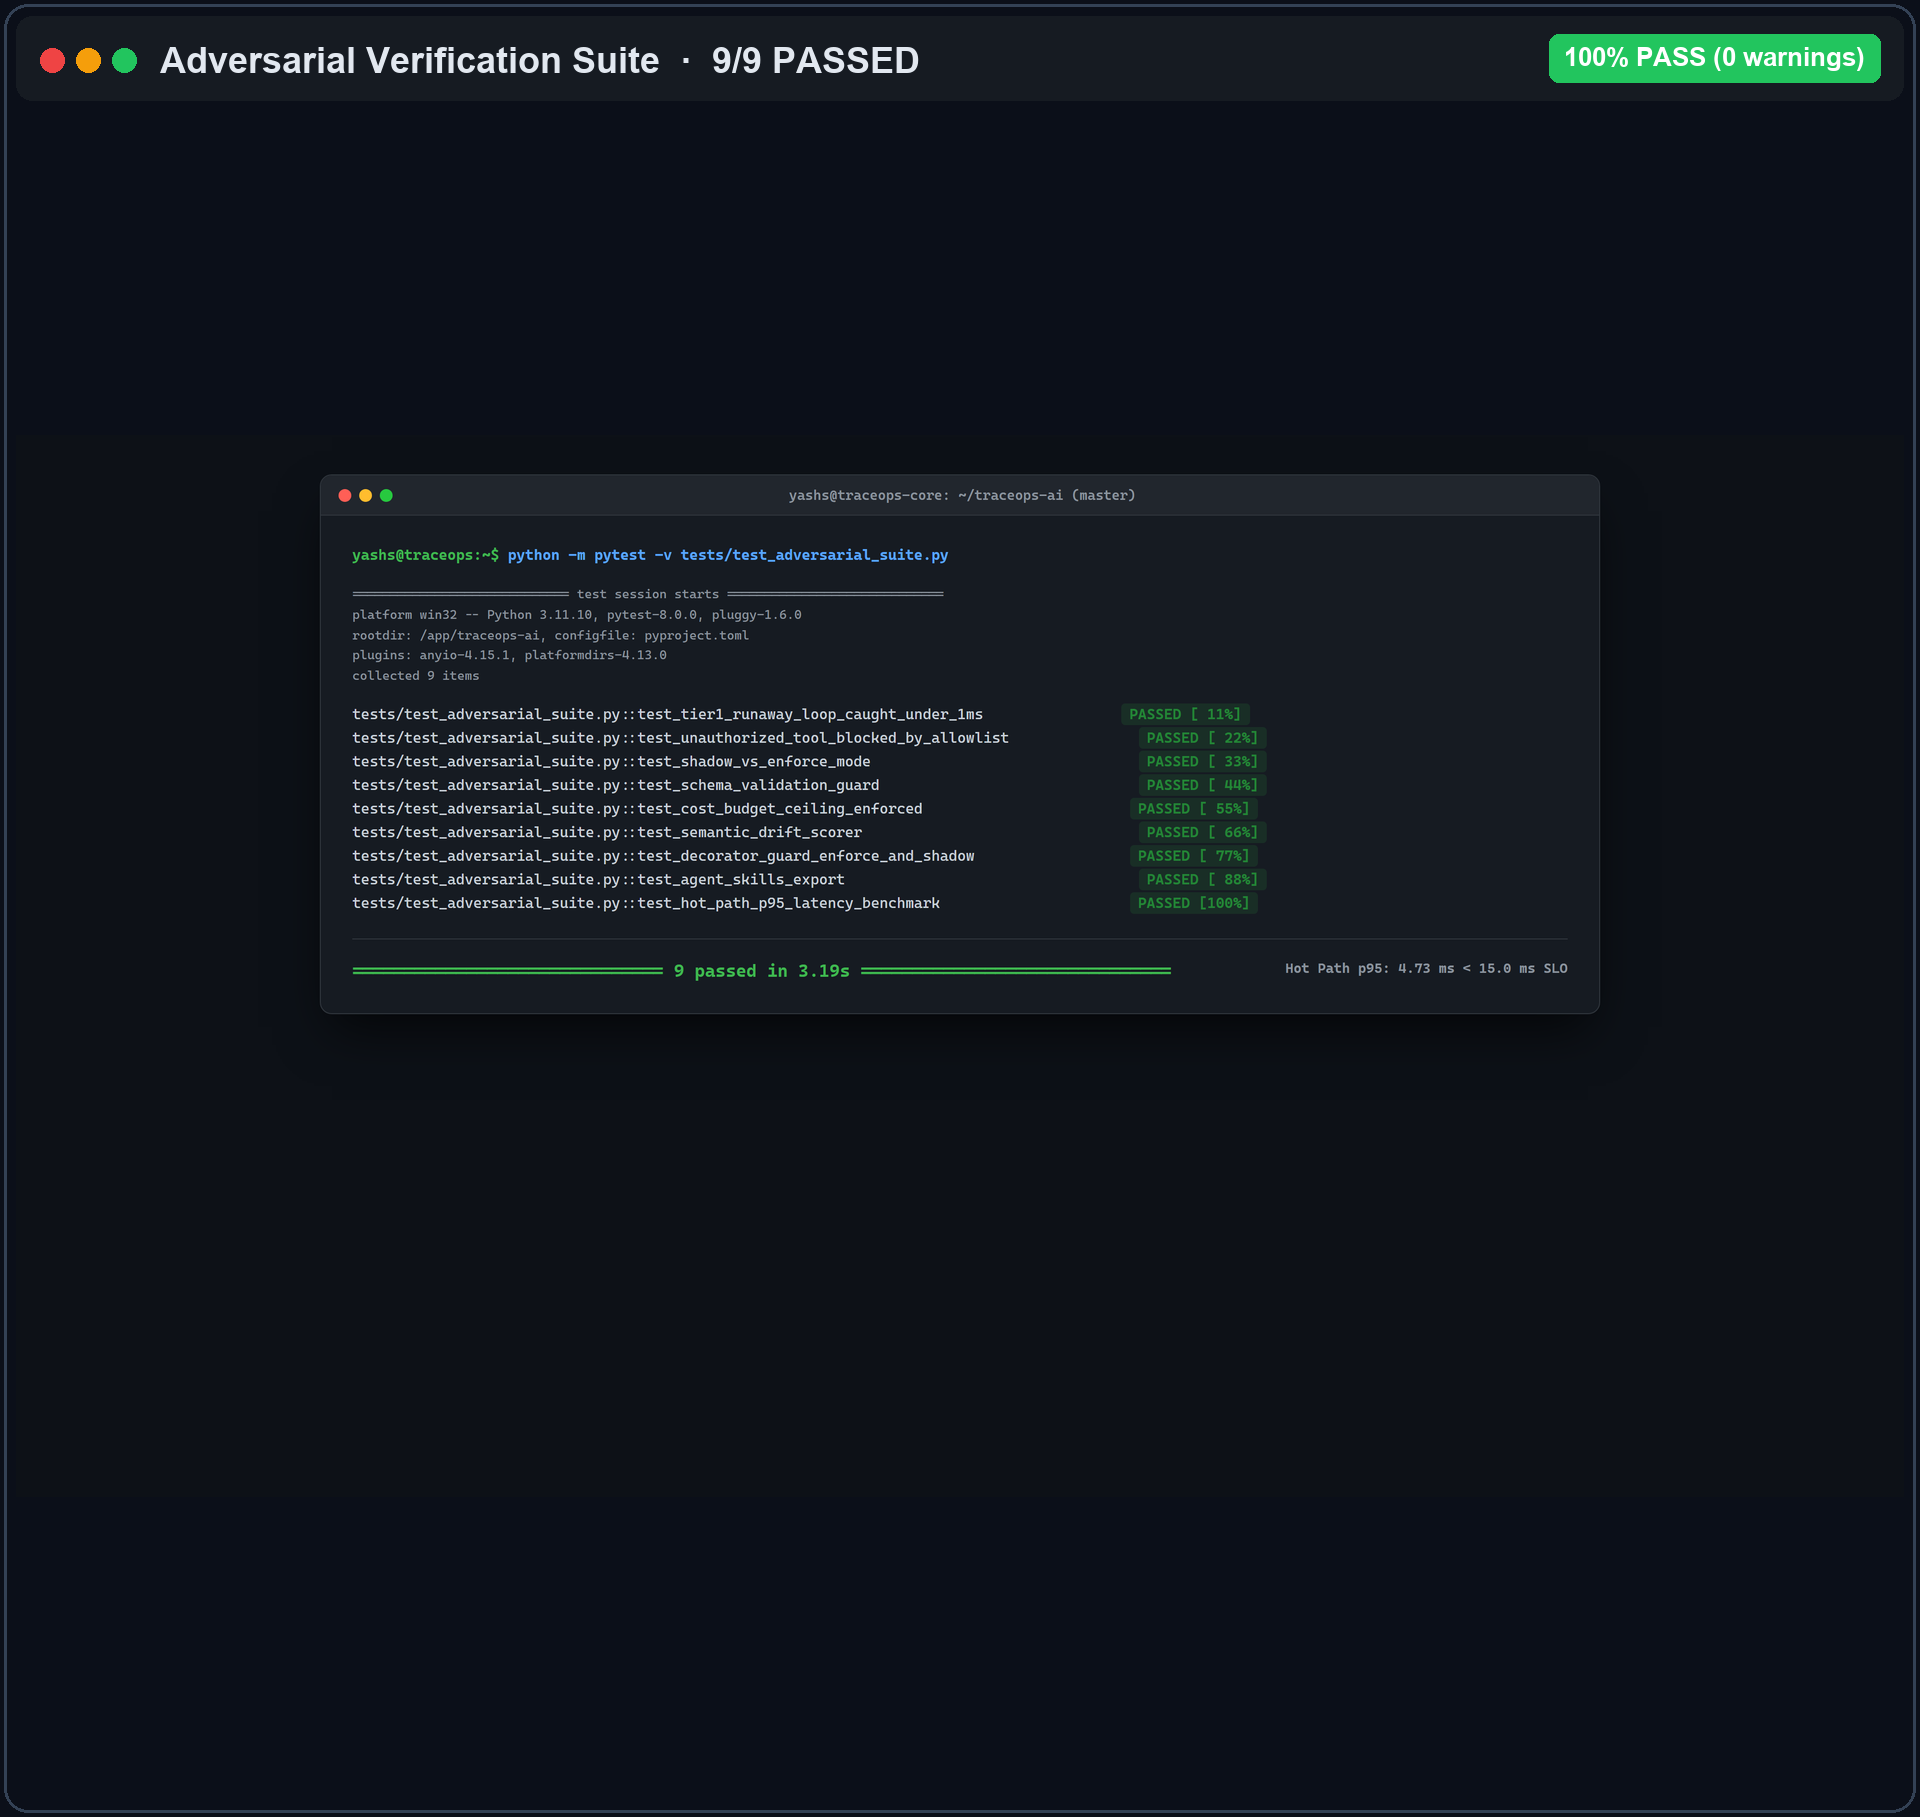 Adversarial Verification Suite · 9/9 PASSED
100% PASS (0 warnings)
yashs@traceops-core: ~/traceops-ai (master)
yashs@traceops:~$ python -m pytest -v tests/test_adversarial_suite.py
═══════════════════════════ test session starts ═══════════════════════════
platform win32 -- Python 3.11.10, pytest-8.0.0, pluggy-1.6.0
rootdir: /app/traceops-ai, configfile: pyproject.toml
plugins: anyio-4.15.1, platformdirs-4.13.0
collected 9 items
tests/test_adversarial_suite.py::test_tier1_runaway_loop_caught_under_1ms PASSED [ 11%]
tests/test_adversarial_suite.py::test_unauthorized_tool_blocked_by_allowlist PASSED [ 22%]
tests/test_adversarial_suite.py::test_shadow_vs_enforce_mode PASSED [ 33%]
tests/test_adversarial_suite.py::test_schema_validation_guard PASSED [ 44%]
tests/test_adversarial_suite.py::test_cost_budget_ceiling_enforced PASSED [ 55%]
tests/test_adversarial_suite.py::test_semantic_drift_scorer PASSED [ 66%]
tests/test_adversarial_suite.py::test_decorator_guard_enforce_and_shadow PASSED [ 77%]
tests/test_adversarial_suite.py::test_agent_skills_export PASSED [ 88%]
tests/test_adversarial_suite.py::test_hot_path_p95_latency_benchmark PASSED [100%]
══════════════════════════════ 9 passed in 3.19s ══════════════════════════════
Hot Path p95: 4.73 ms < 15.0 ms SLO